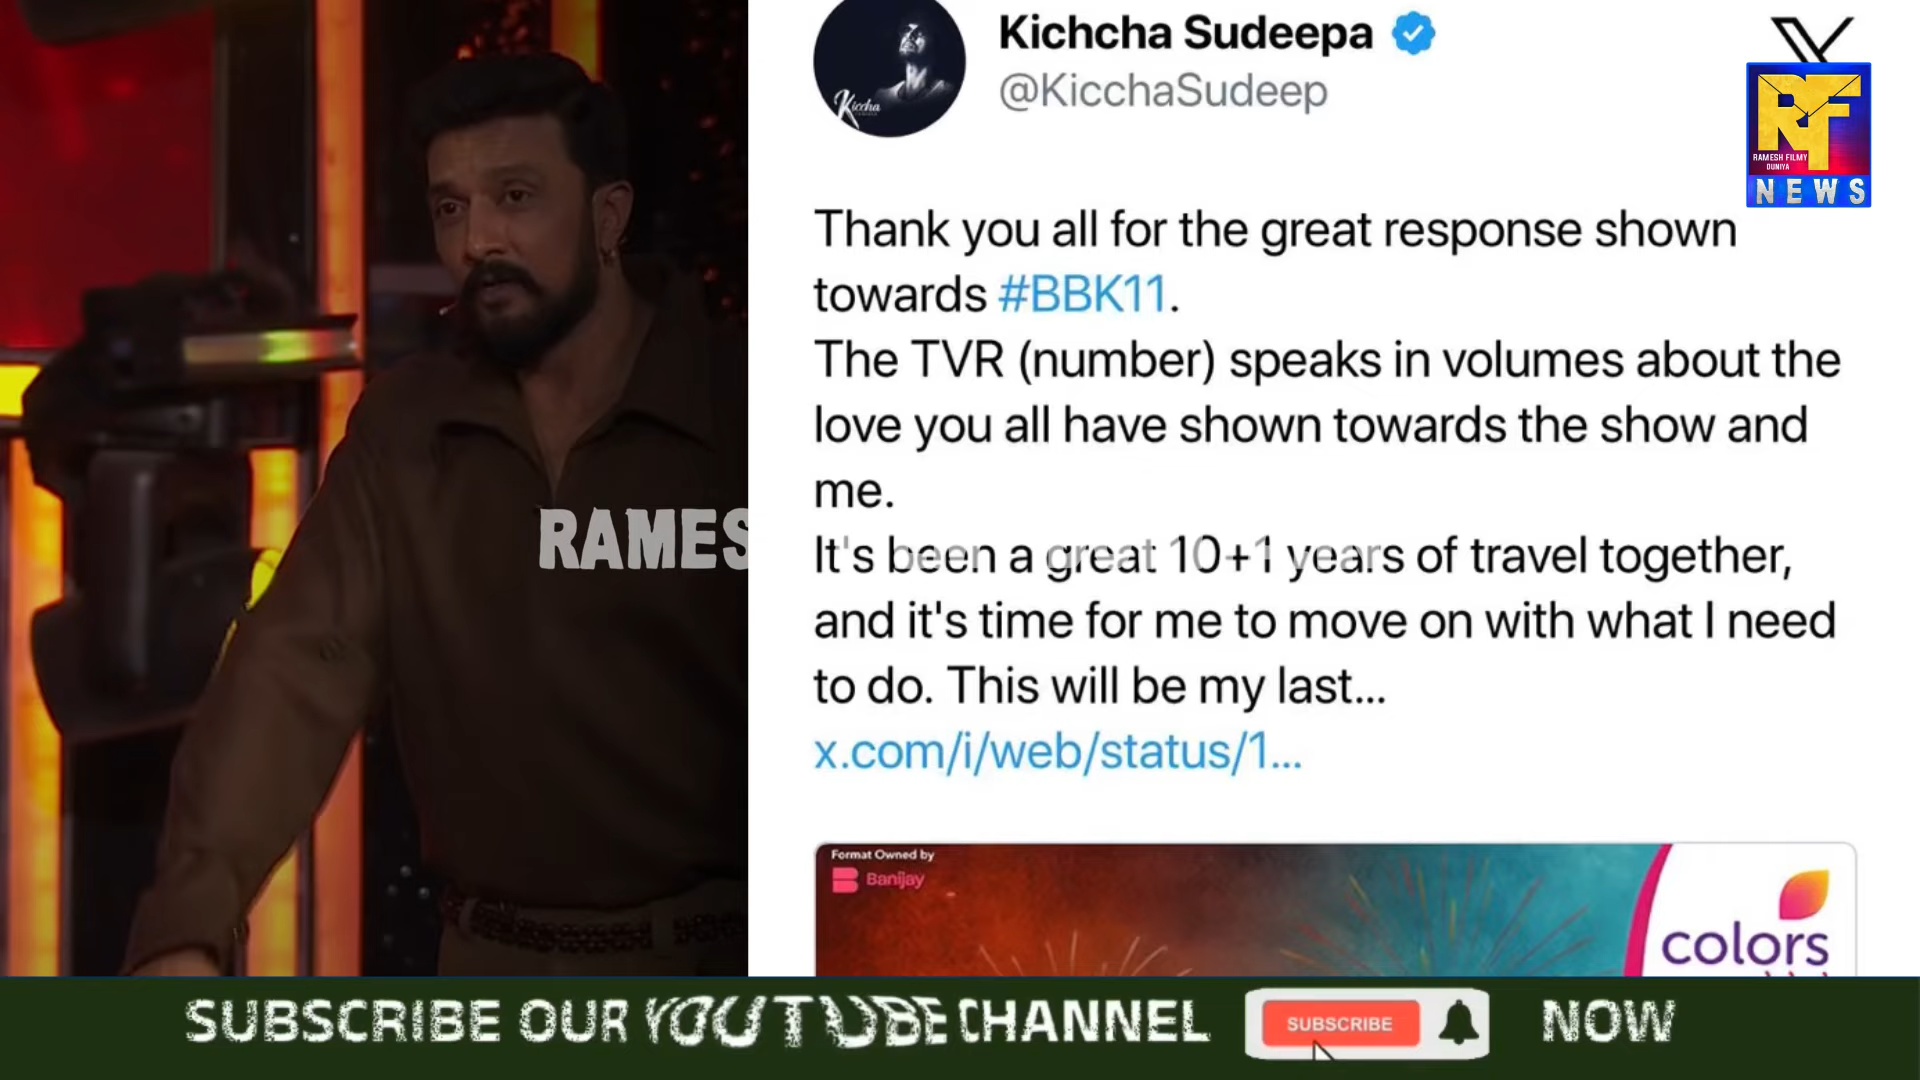 Kichcha Sudeepa
@KicchaSudeep
Kiccha
RF
RAMESH FILMY
DUNIYA
NEWS
Thank you all for the great response shown
towards #BBK11.
The TVR (number) speaks in volumes about the
love you all have shown towards the show and
me.
RAMES
It's been a great 10+1 years of travel together,
and it's time for me to move on with what I need
to do. This will be my last...
x.com/i/web/status/1...
Format Owned by
Banijay
colors
SUBSCRIBE OUR YOUTUBE CHANNEL
SUBSCRIBE
NOW